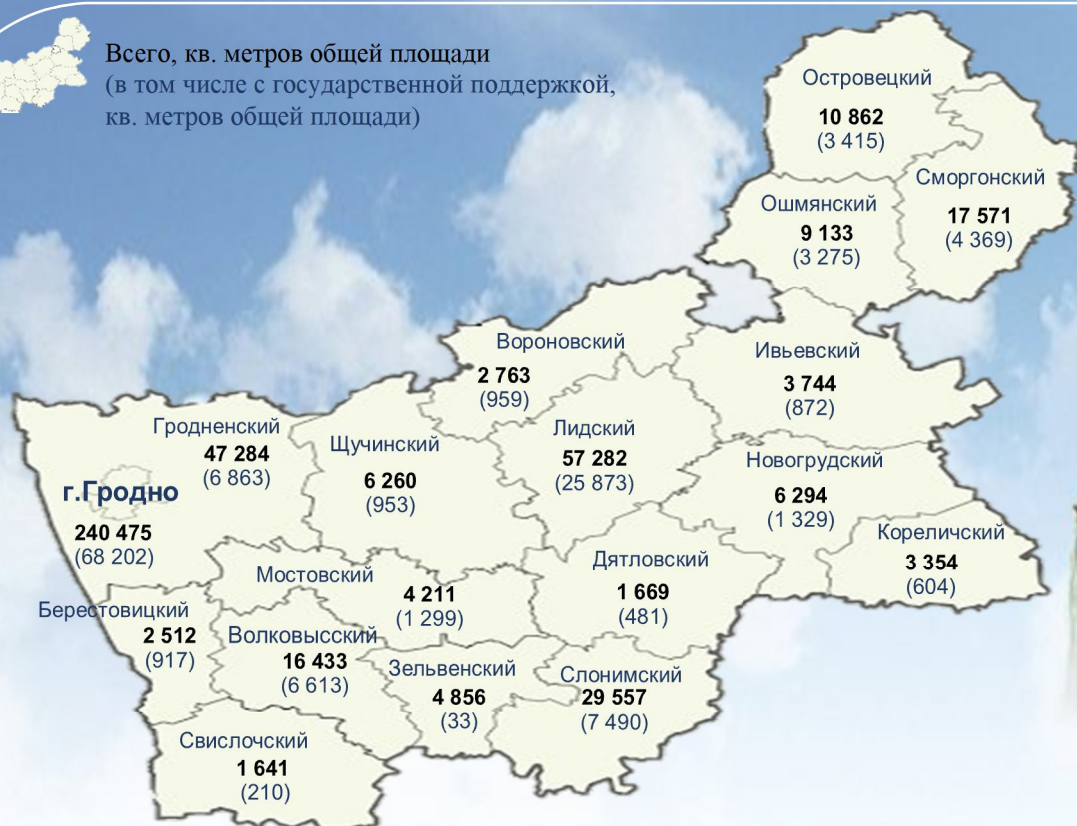 Всего, кв. метров общей площади
(в том числе с государственной поддержкой,
кв. метров общей площади)
Островецкий
10 862
(3 415)
Сморгонский
17 571
(4 369)
Ошмянский
9 133
(3 275)
Вороновский
2 763
(959)
Ивьевский
3 744
(872)
Гродненский
47 284
(6 863)
г.Гродно
240 475
(68 202)
Щучинский
6 260
(953)
Лидский
57 282
(25 873)
Новогрудский
6 294
(1 329)
Кореличский
3 354
(604)
Мостовский
4 211
(1 299)
Дятловский
1 669
(481)
Берестовицкий
2 512
(917)
Волковысский
16 433
(6 613)
Зельвенский
4 856
(33)
Слонимский
29 557
(7 490)
Свислочский
1 641
(210)